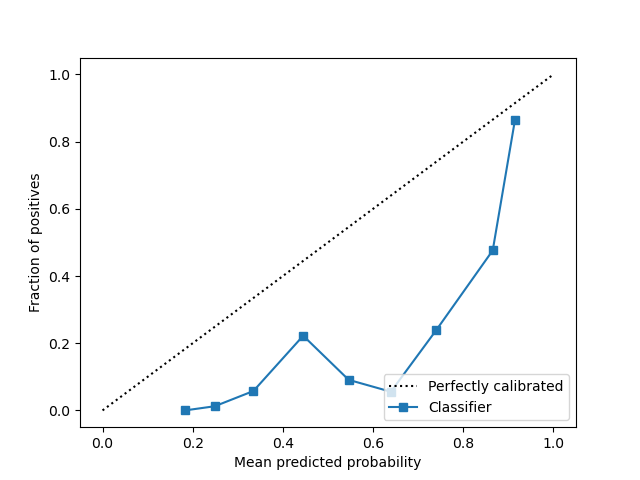 1.0
0.8
0.6
0.4
0.2
0.0
Fraction of positives
Perfectly calibrated
Classifier
0.0 0.2 0.4 0.6 0.8 1.0
Mean predicted probability